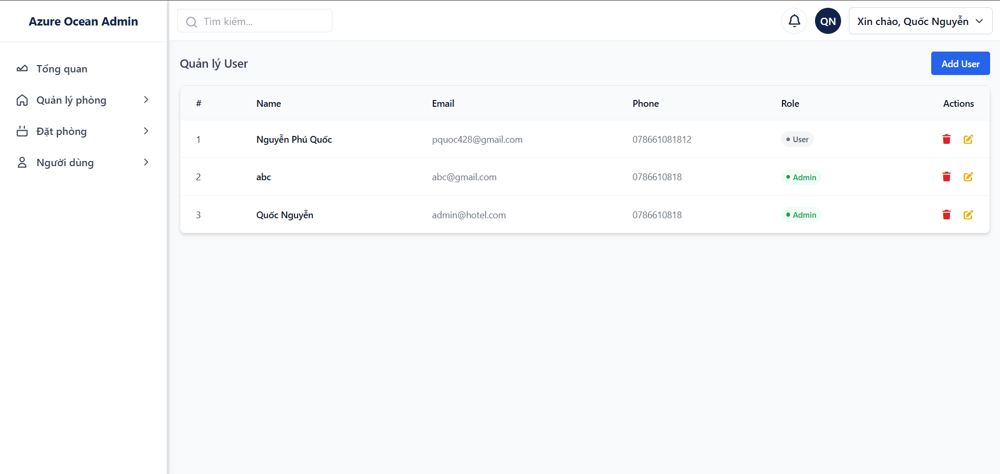 Azure Ocean Admin
Tìm kiếm...
QN
Xin chào, Quốc Nguyễn
Tổng quan
Quản lý phòng
Đặt phòng
Người dùng
Quản lý User
Add User
# Name Email Phone Role Actions
1 Nguyễn Phú Quốc pquoc428@gmail.com 078661081812 User
2 abc abc@gmail.com 0786610818 Admin
3 Quốc Nguyễn admin@hotel.com 0786610818 Admin